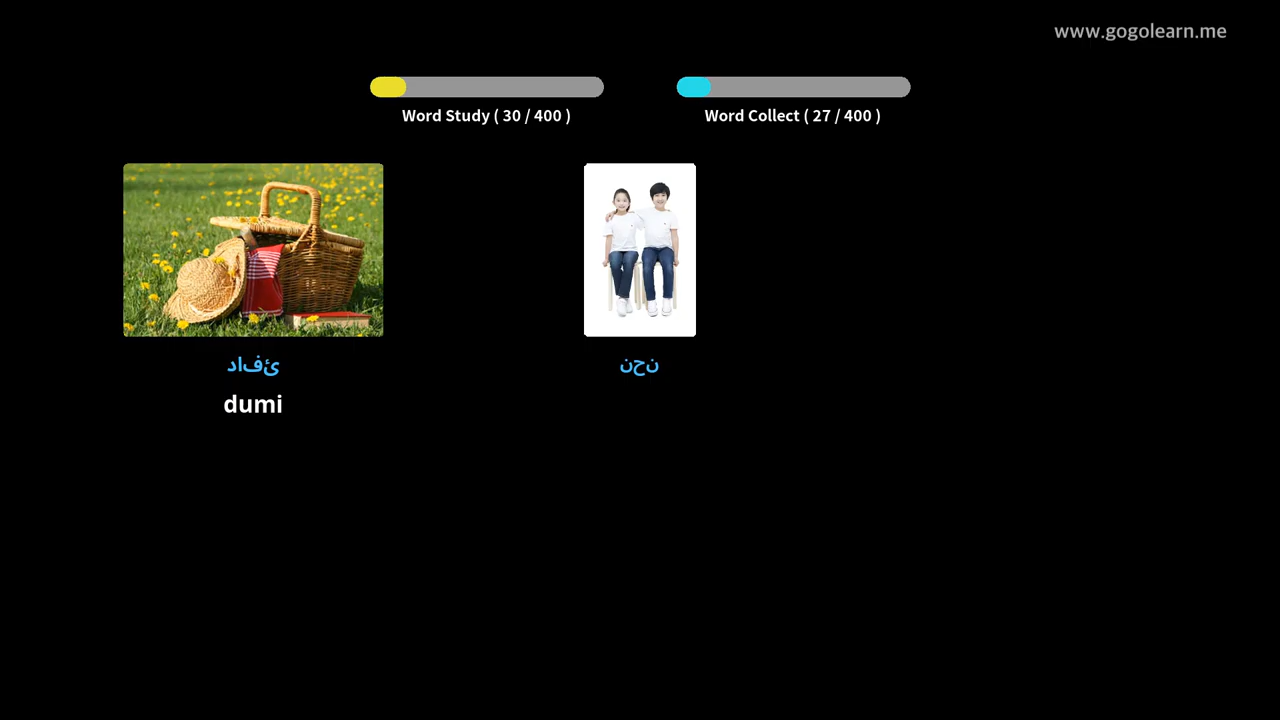 www.gogolearn.me
Word Study ( 30 / 400 )
Word Collect ( 27 / 400 )
دافئ
نحن
dumi